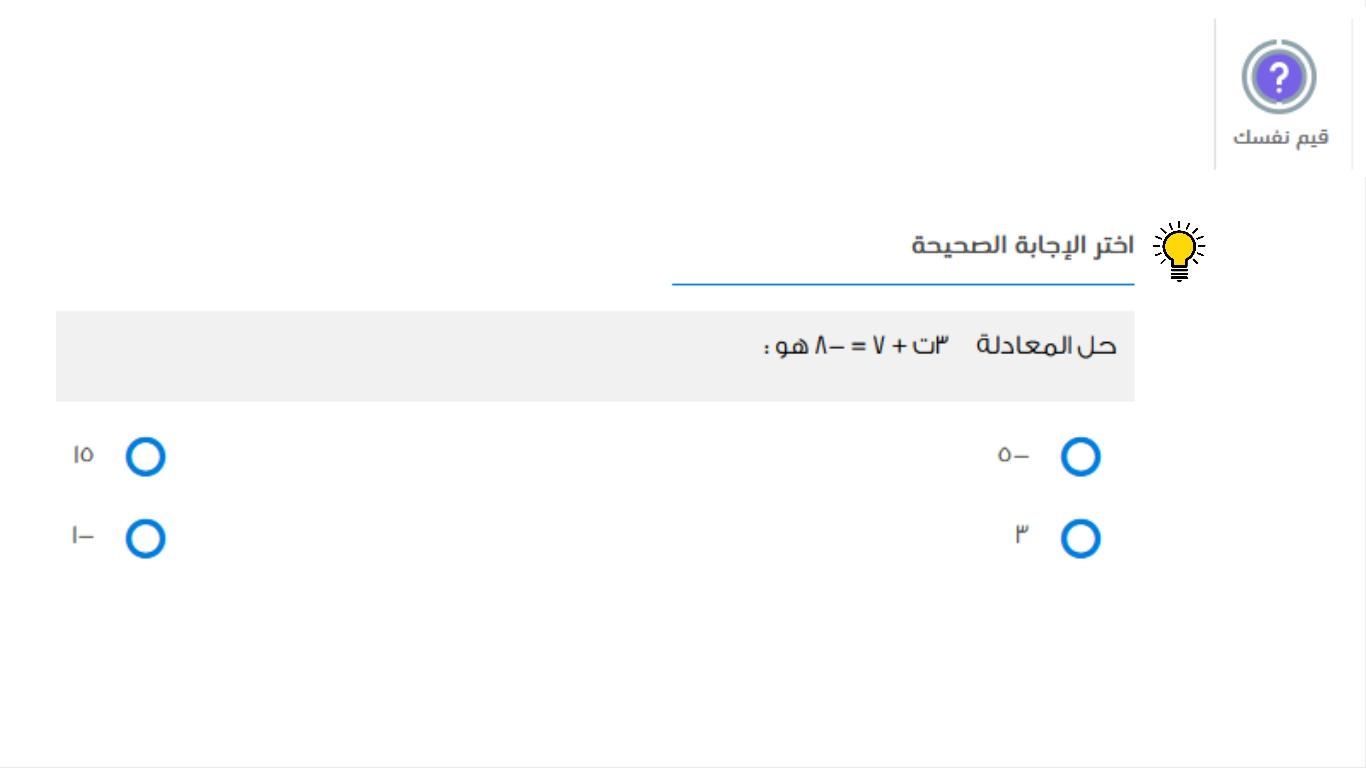 ?
قيم نفسك
اختر الإجابة الصحيحة
حل المعادلة ٣ت + ٧ = –٨ هو :
–٥
١٥
٣
–١